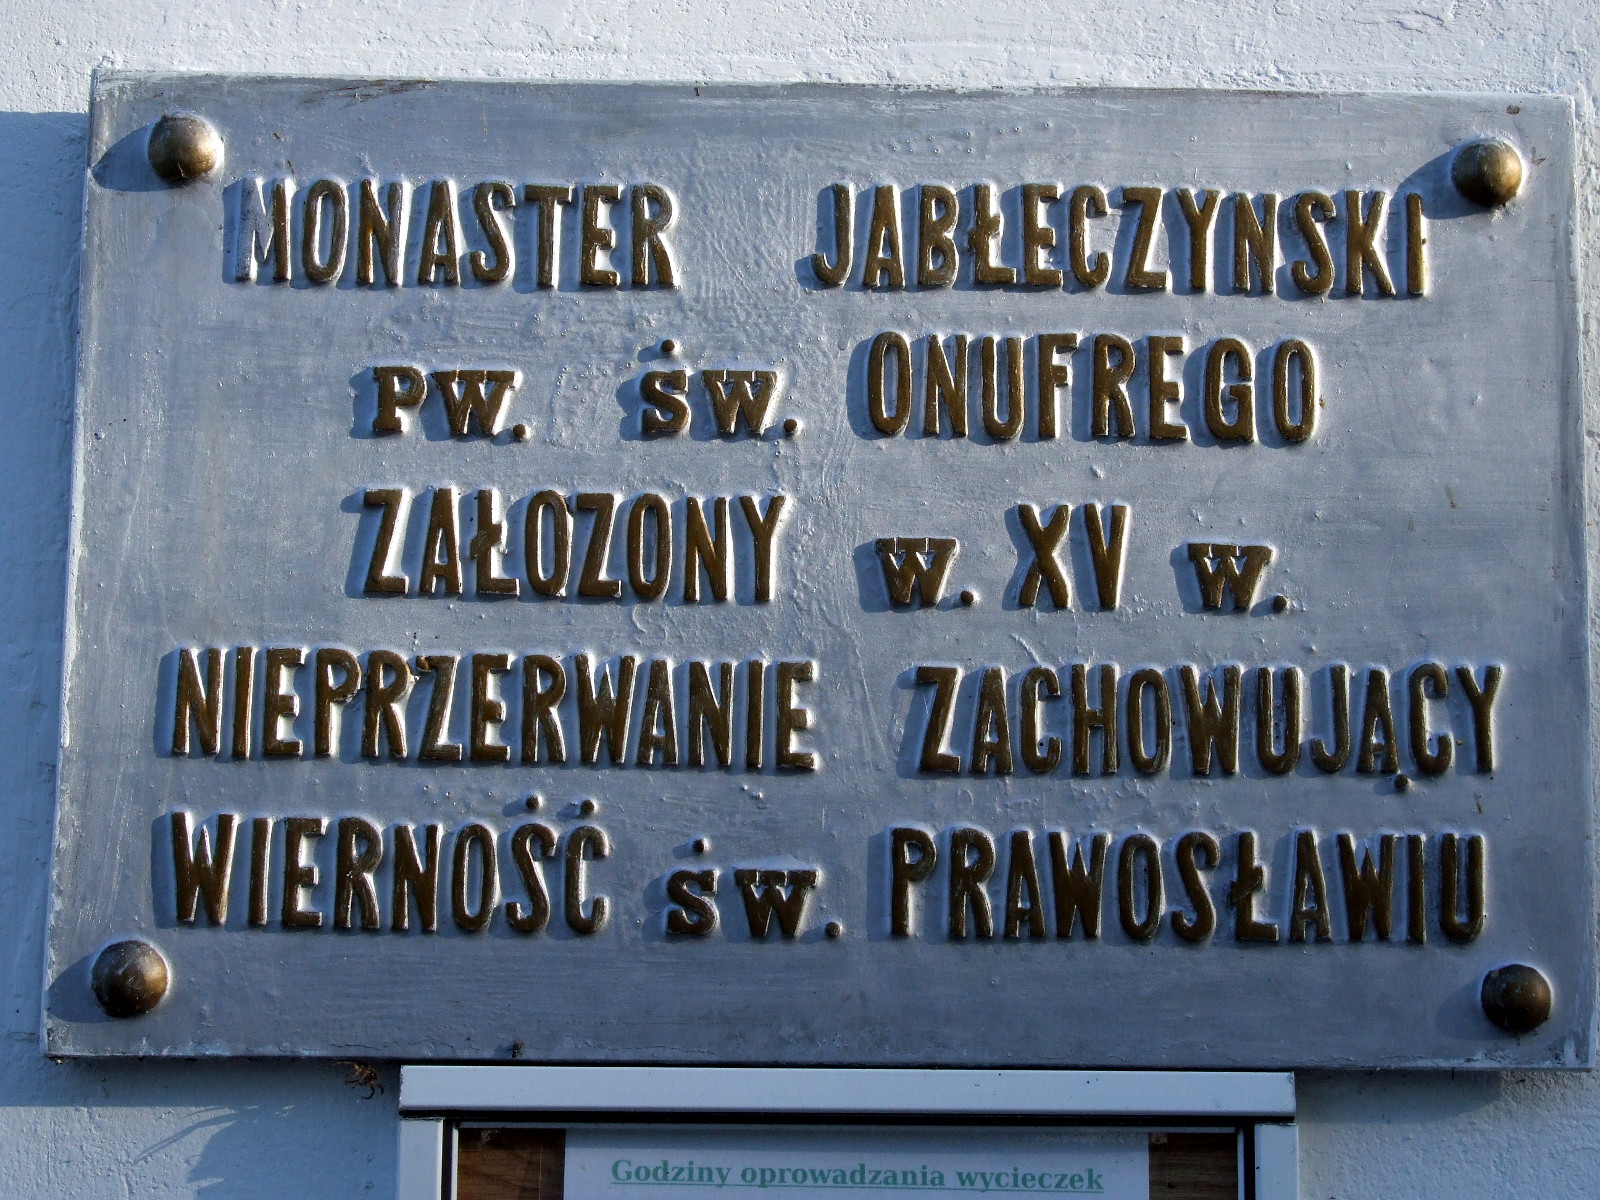 MONASTER JABŁECZYNSKI
PW. ŚW. ONUFREGO
ZAŁOZONY W. XV W.
NIEPRZERWANIE ZACHOWUJĄCY
WIERNOŚĆ ŚW. PRAWOSŁAWIU
Godziny oprowadzania wycieczek